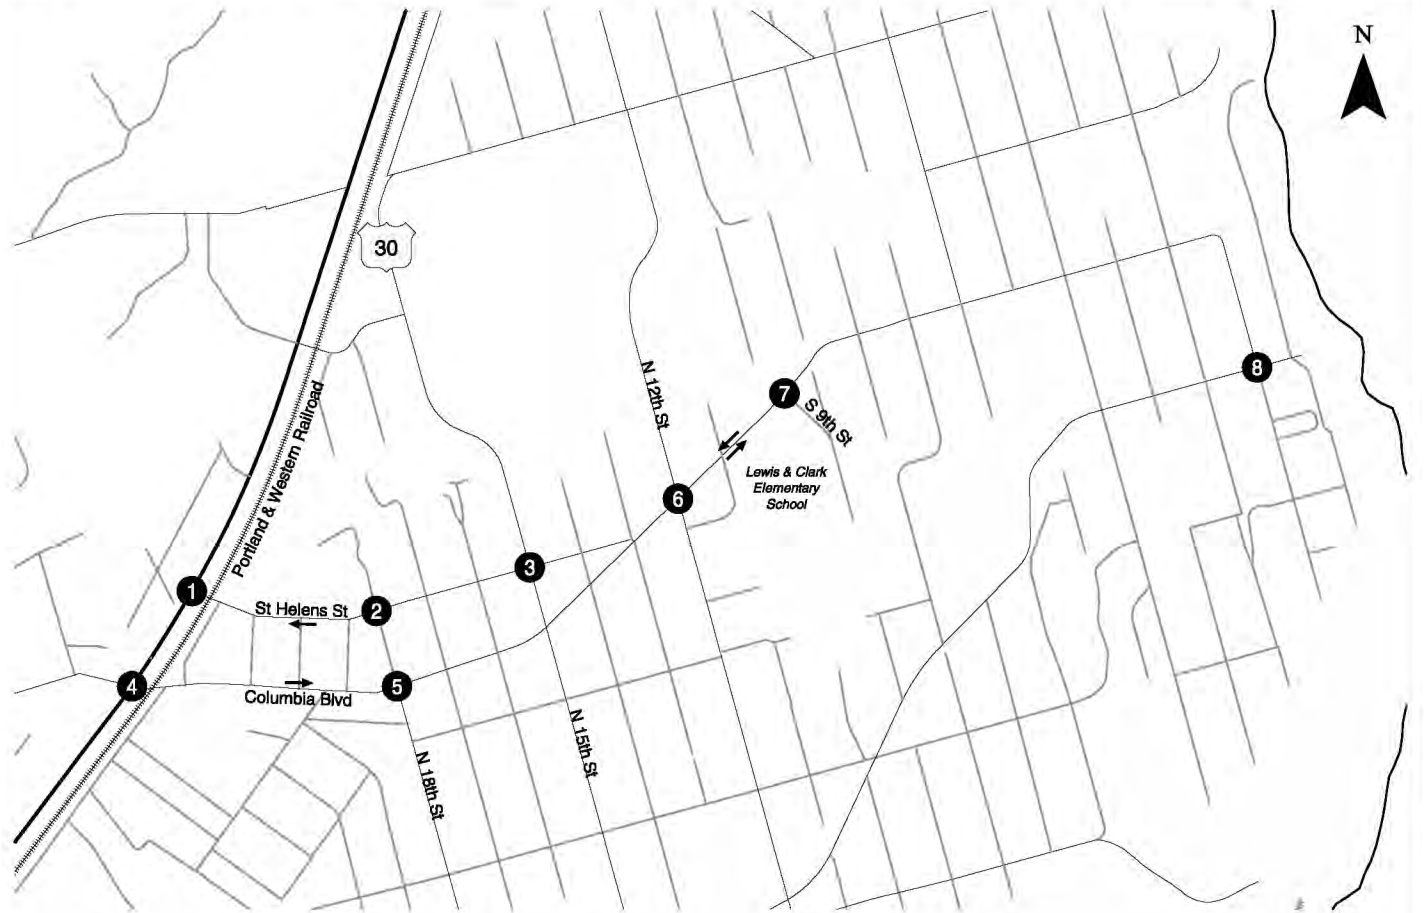 N
30
N 12th St
8
7
S 9th St
Portland & Western Railroad
Lewis & Clark
Elementary
School
6
3
1
St Helens St
2
4
5
Columbia Blvd
N 15th St
N 18th St